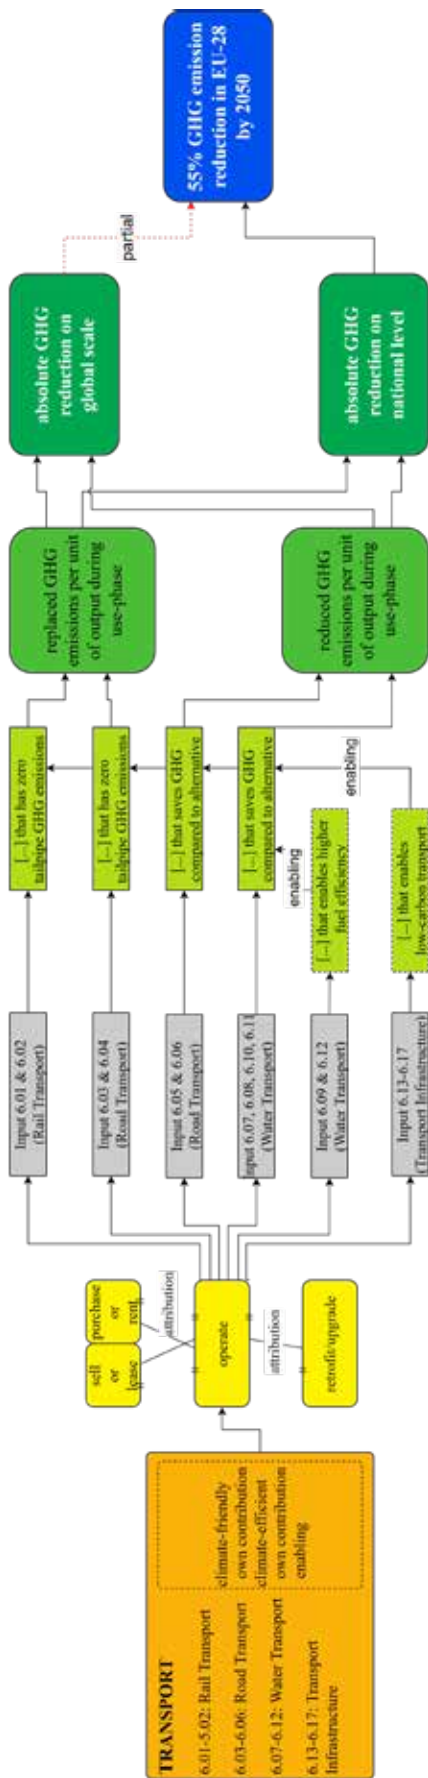 TRANSPORT
6.01-5.02: Rail Transport
6.03-6.06: Road Transport
6.07-6.12: Water Transport
6.13-6.17: Transport
Infrastructure
climate-friendly
own contribution
climate-efficient
own contribution
enabling
sell
or
lease
purchase
or
rent
attribution
operate
attribution
retrofit/upgrade
Input 6.01 & 6.02
(Rail Transport)
Input 6.03 & 6.04
(Road Transport)
Input 6.05 & 6.06
(Road Transport)
Input 6.07, 6.08, 6.10, 6.11
(Water Transport)
Input 6.09 & 6.12
(Water Transport)
Input 6.13-6.17
(Transport Infrastructure)
[...] that has zero
tailpipe GHG emissions
[...] that has zero
tailpipe GHG emissions
[...] that saves GHG
compared to alternative
[...] that saves GHG
compared to alternative
enabling
[...] that enables higher
fuel efficiency
enabling
[...] that enables
low-carbon transport
replaced GHG
emissions per unit
of output during
use-phase
reduced GHG
emissions per unit
of output during
use-phase
absolute GHG
reduction on
global scale
absolute GHG
reduction on
national level
partial
55% GHG emission
reduction in EU-28
by 2050